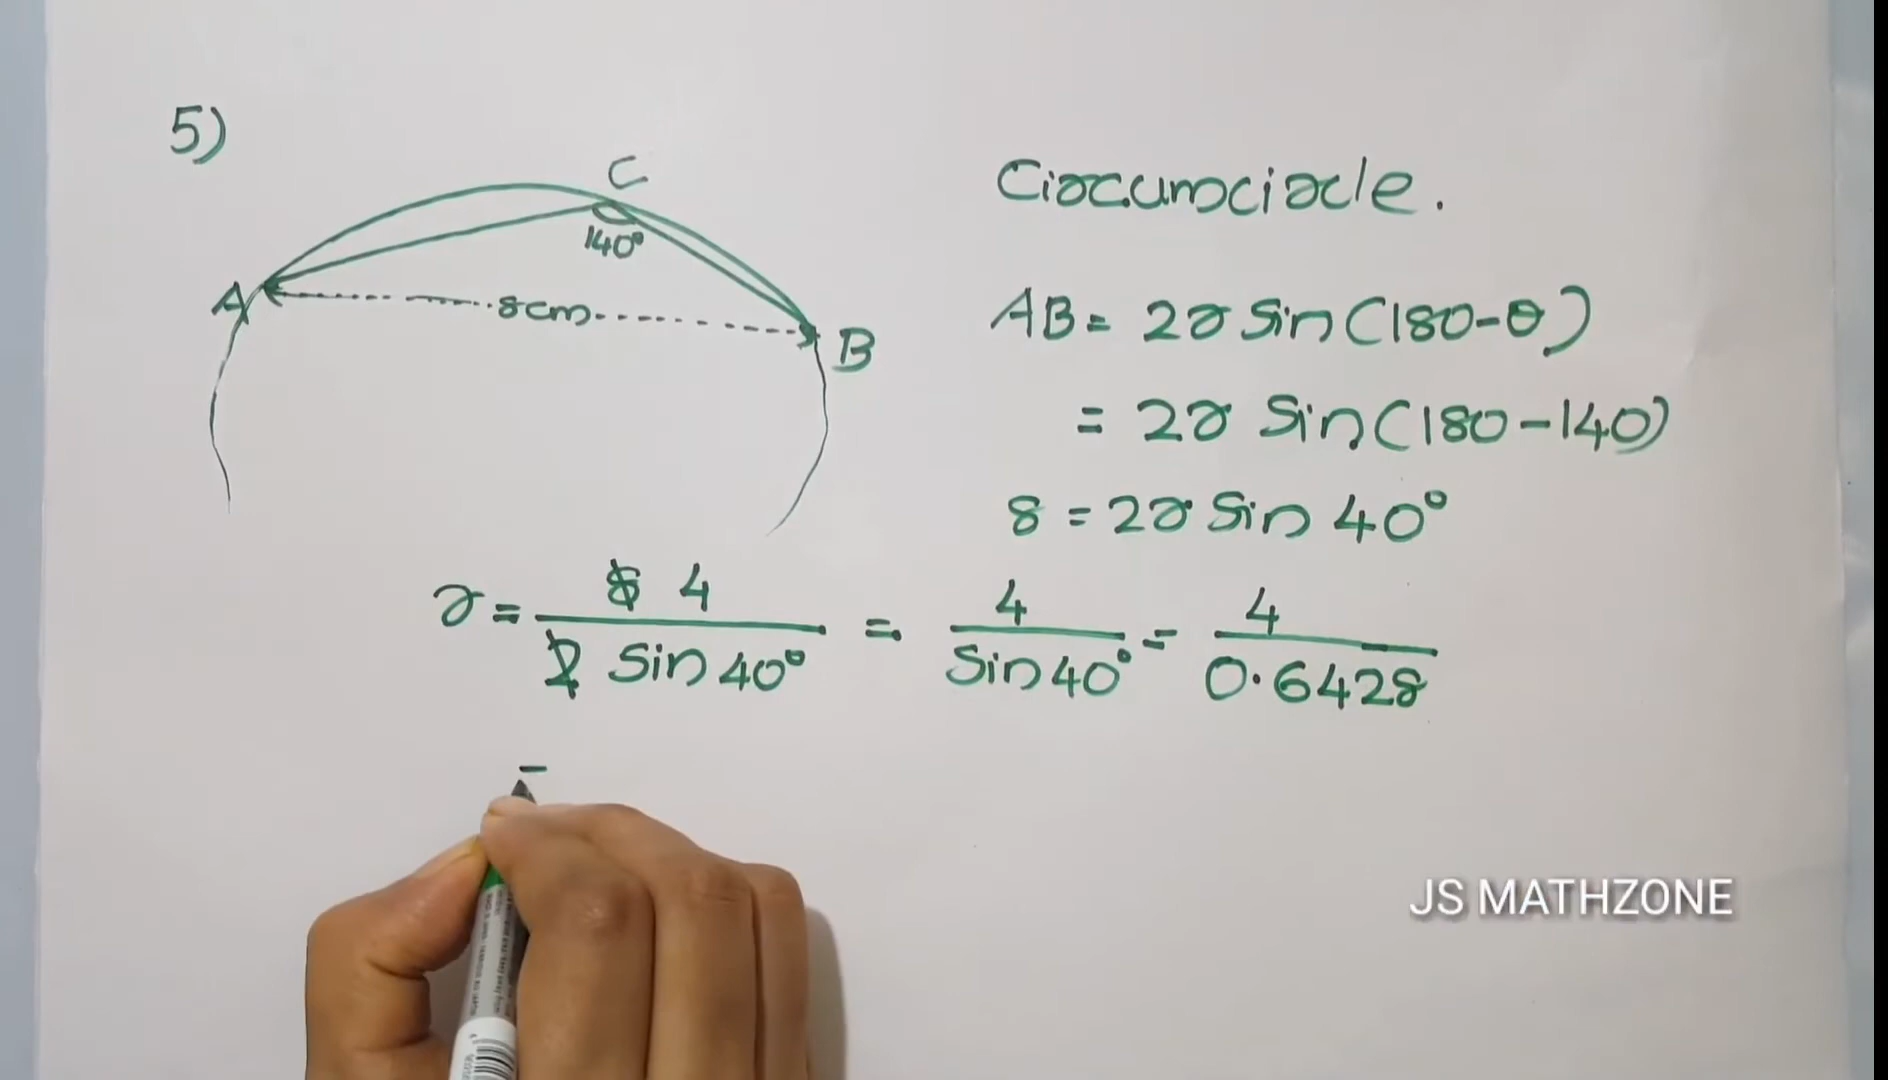 5)
C
140°
A
8cm
B
Circumcircle.
AB = 2r Sin(180-θ)
= 2r Sin(180-140)
8 = 2r Sin 40°
r = 8 4 / 2 Sin 40° = 4 / Sin 40° = 4 / 0.6428
=
JS MATHZONE